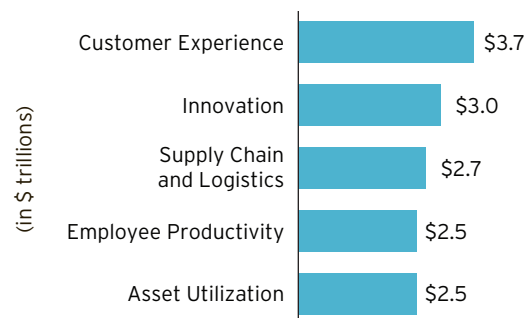 (in $ trillions)
Customer Experience $3.7
Innovation $3.0
Supply Chain
and Logistics $2.7
Employee Productivity $2.5
Asset Utilization $2.5